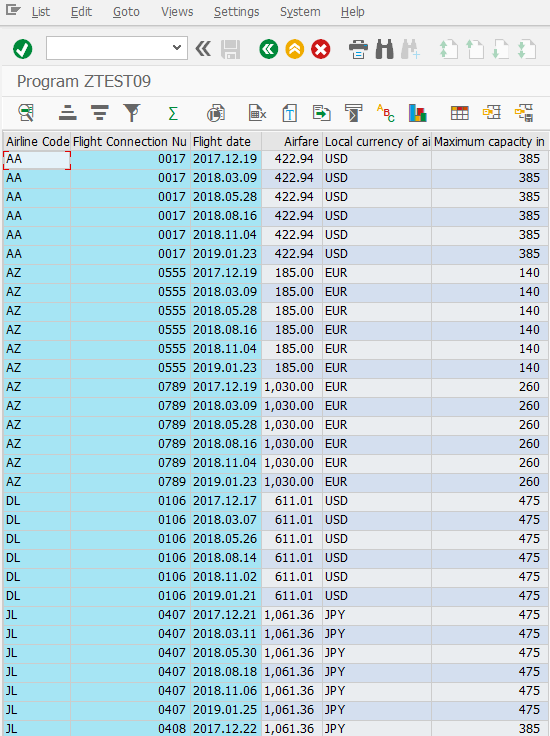 List Edit Goto Views Settings System Help
Program ZTEST09
Σ ABC
Airline Code Flight Connection Nu Flight date Airfare Local currency of ai Maximum capacity in
AA 0017 2017.12.19 422.94 USD 385
AA 0017 2018.03.09 422.94 USD 385
AA 0017 2018.05.28 422.94 USD 385
AA 0017 2018.08.16 422.94 USD 385
AA 0017 2018.11.04 422.94 USD 385
AA 0017 2019.01.23 422.94 USD 385
AZ 0555 2017.12.19 185.00 EUR 140
AZ 0555 2018.03.09 185.00 EUR 140
AZ 0555 2018.05.28 185.00 EUR 140
AZ 0555 2018.08.16 185.00 EUR 140
AZ 0555 2018.11.04 185.00 EUR 140
AZ 0555 2019.01.23 185.00 EUR 140
AZ 0789 2017.12.19 1,030.00 EUR 260
AZ 0789 2018.03.09 1,030.00 EUR 260
AZ 0789 2018.05.28 1,030.00 EUR 260
AZ 0789 2018.08.16 1,030.00 EUR 260
AZ 0789 2018.11.04 1,030.00 EUR 260
AZ 0789 2019.01.23 1,030.00 EUR 260
DL 0106 2017.12.17 611.01 USD 475
DL 0106 2018.03.07 611.01 USD 475
DL 0106 2018.05.26 611.01 USD 475
DL 0106 2018.08.14 611.01 USD 475
DL 0106 2018.11.02 611.01 USD 475
DL 0106 2019.01.21 611.01 USD 475
JL 0407 2017.12.21 1,061.36 JPY 475
JL 0407 2018.03.11 1,061.36 JPY 475
JL 0407 2018.05.30 1,061.36 JPY 475
JL 0407 2018.08.18 1,061.36 JPY 475
JL 0407 2018.11.06 1,061.36 JPY 475
JL 0407 2019.01.25 1,061.36 JPY 475
JL 0408 2017.12.22 1,061.36 JPY 385